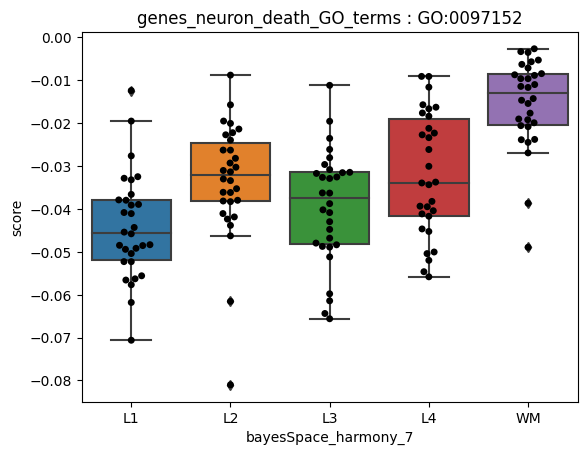 genes_neuron_death_GO_terms : GO:0097152
0.00
−0.01
−0.02
−0.03
−0.04
−0.05
−0.06
−0.07
−0.08
score
L1 L2 L3 L4 WM
bayesSpace_harmony_7